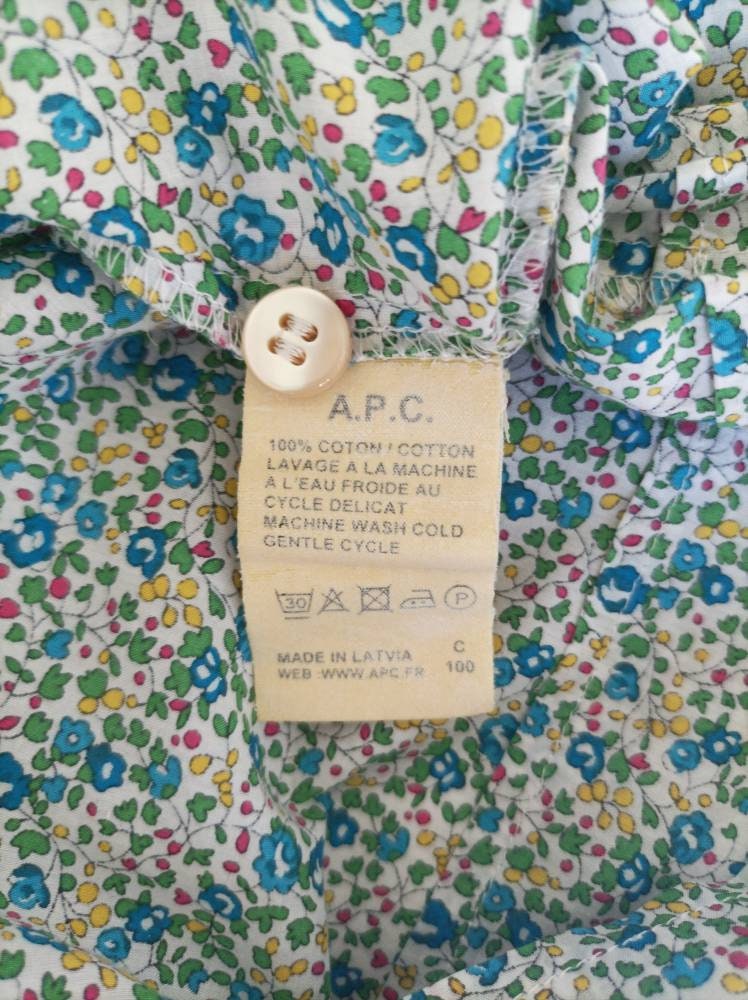 A.P.C.
100% COTON / COTTON
LAVAGE A LA MACHINE
A L'EAU FROIDE AU
CYCLE DELICAT
MACHINE WASH COLD
GENTLE CYCLE
30 P
MADE IN LATVIA C
WEB :WWW.APC.FR 100